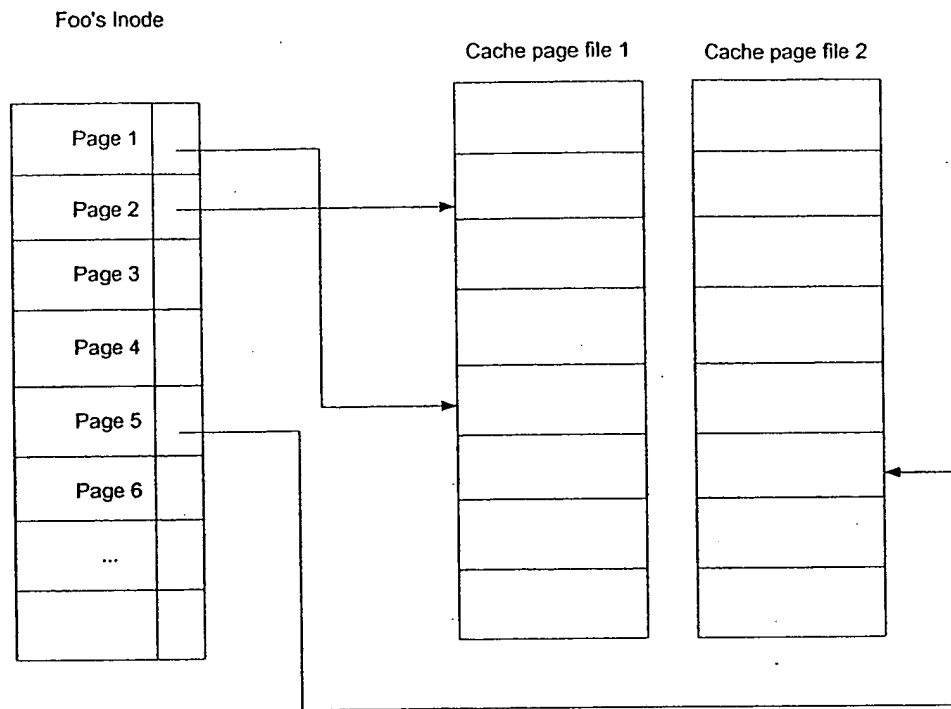 Foo's Inode
Cache page file 1
Cache page file 2
Page 1
Page 2
Page 3
Page 4
Page 5
Page 6
...